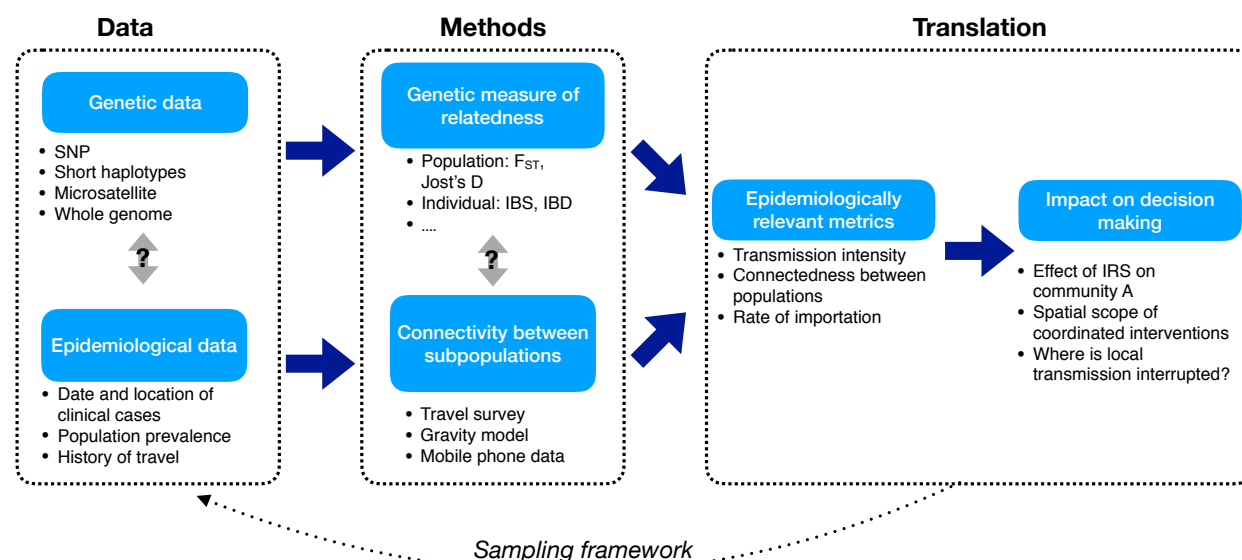 Data
Methods
Translation
Genetic data
• SNP
• Short haplotypes
• Microsatellite
• Whole genome
?
Epidemiological data
• Date and location of
clinical cases
• Population prevalence
• History of travel
Genetic measure of
relatedness
• Population: FST,
Jost's D
• Individual: IBS, IBD
• ....
?
Connectivity between
subpopulations
• Travel survey
• Gravity model
• Mobile phone data
Epidemiologically
relevant metrics
• Transmission intensity
• Connectedness between
populations
• Rate of importation
Impact on decision
making
• Effect of IRS on
community A
• Spatial scope of
coordinated interventions
• Where is local
transmission interrupted?
Sampling framework